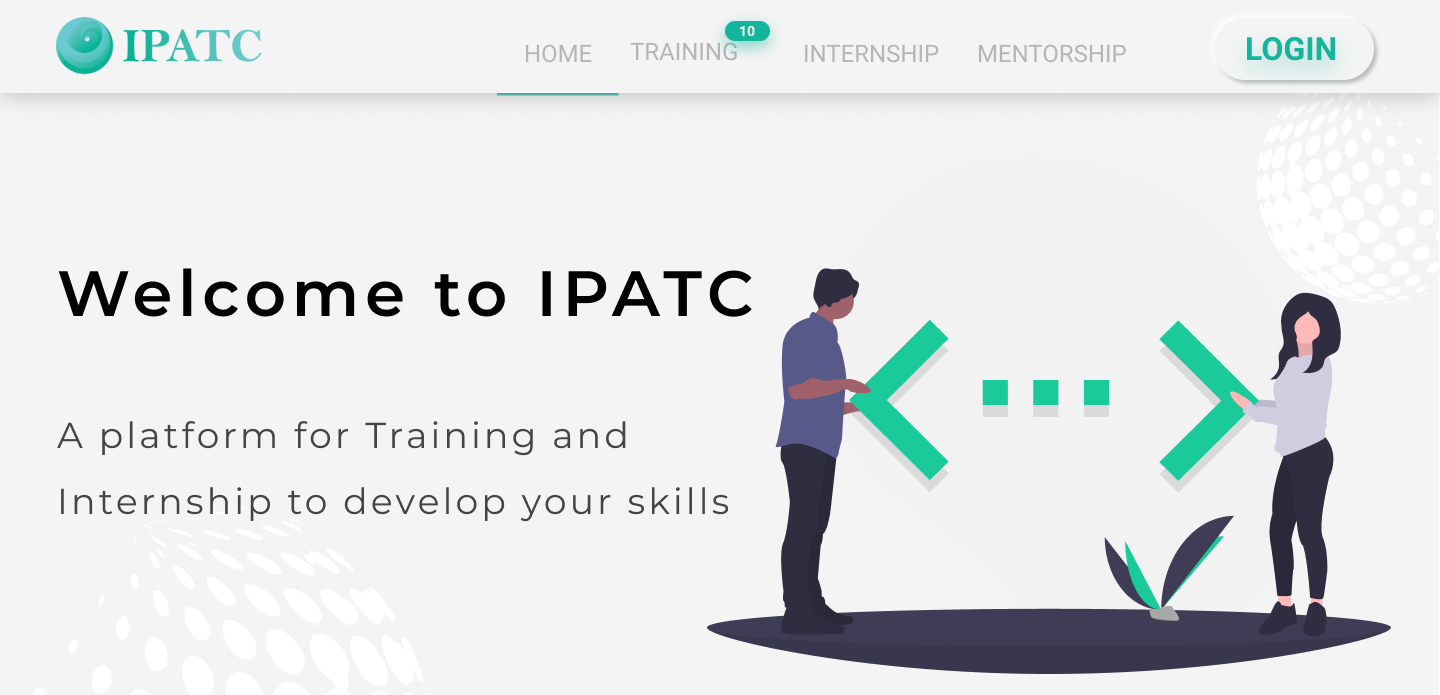 IPATC
HOME
TRAINING
10
INTERNSHIP
MENTORSHIP
LOGIN
Welcome to IPATC
A platform for Training and
Internship to develop your skills